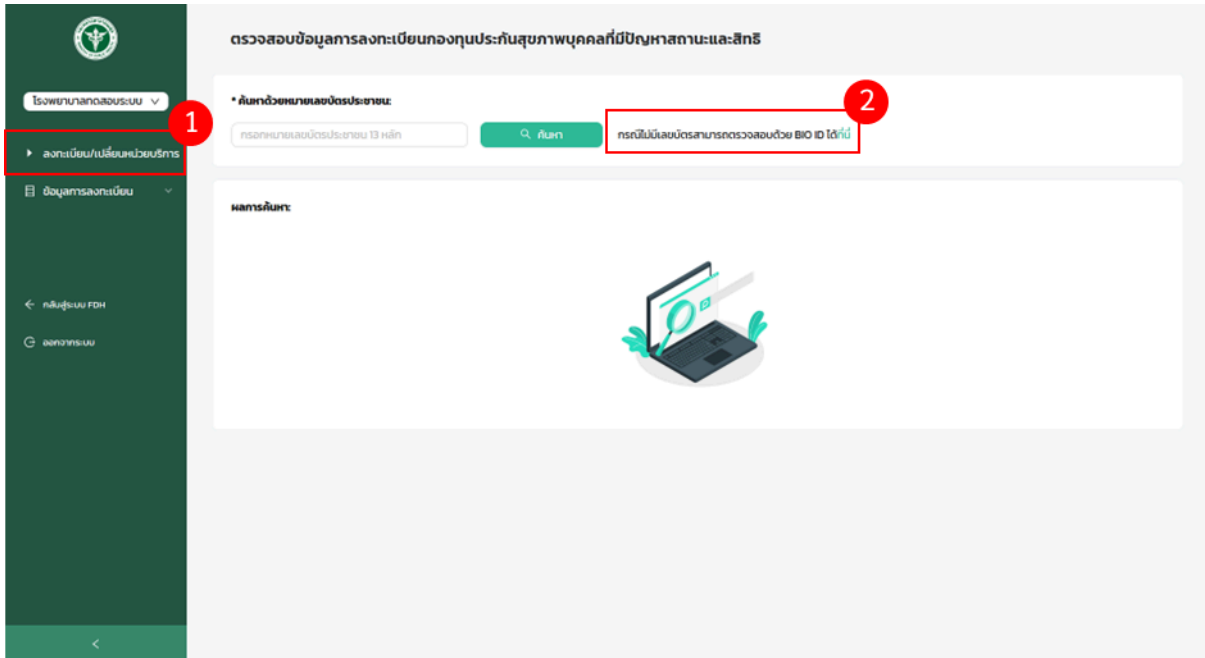 ตรวจสอบข้อมูลการลงทะเบียนกองทุนประกันสุขภาพบุคคลที่มีปัญหาสถานะและสิทธิ
โรงพยาบาลทดสอบระบบ
1
ลงทะเบียน/เปลี่ยนหน่วยบริการ
ข้อมูลการลงทะเบียน
กลับสู่ระบบ FDH
ออกจากระบบ
* ค้นหาด้วยหมายเลขบัตรประชาชน:
กรอกหมายเลขบัตรประชาชน 13 หลัก
ค้นหา
2
กรณีไม่มีเลขบัตรสามารถตรวจสอบด้วย BIO ID ได้ที่นี่
ผลการค้นหา: